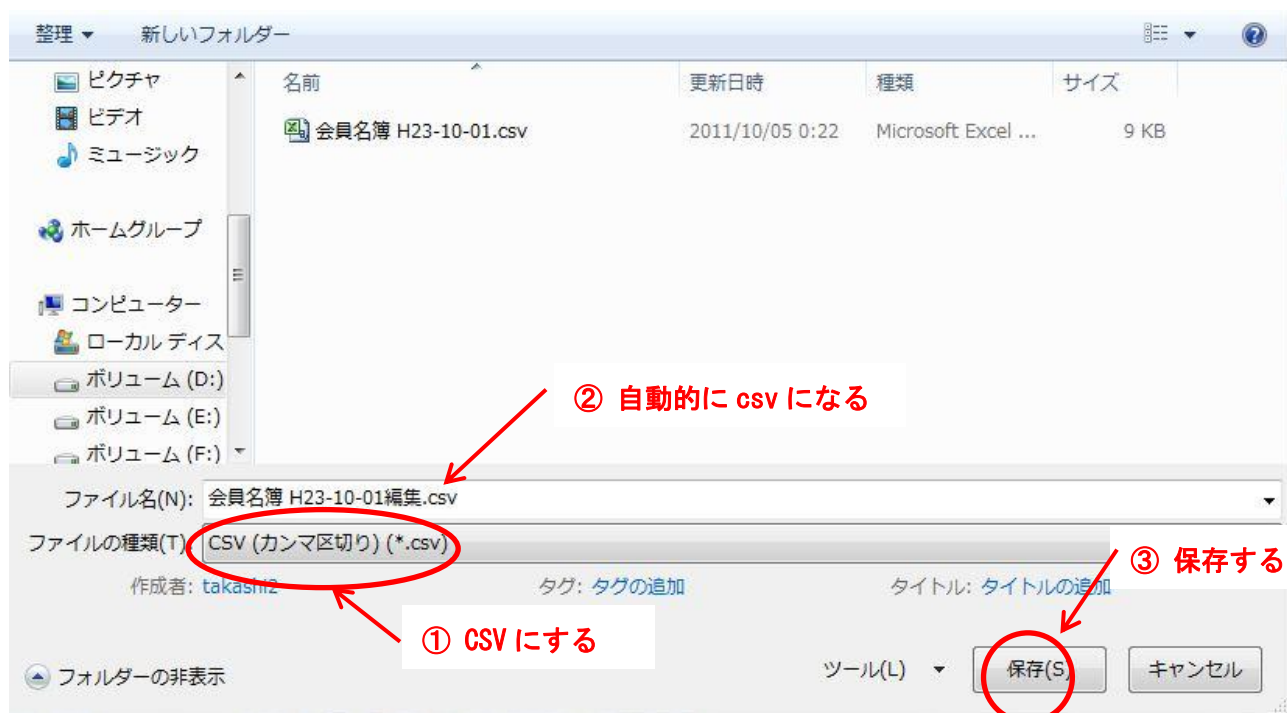 整理 ▼ 新しいフォルダー
ピクチャ
ビデオ
ミュージック
ホームグループ
コンピューター
ローカル ディス
ボリューム (D:)
ボリューム (E:)
ボリューム (F:)
名前 更新日時 種類 サイズ
会員名簿 H23-10-01.csv 2011/10/05 0:22 Microsoft Excel ... 9 KB
② 自動的に csv になる
ファイル名(N): 会員名簿 H23-10-01編集.csv
ファイルの種類(T): CSV (カンマ区切り) (*.csv)
③ 保存する
作成者: takashi2 タグ: タグの追加 タイトル: タイトルの追加
① CSV にする
フォルダーの非表示 ツール(L) ▼ 保存(S) キャンセル